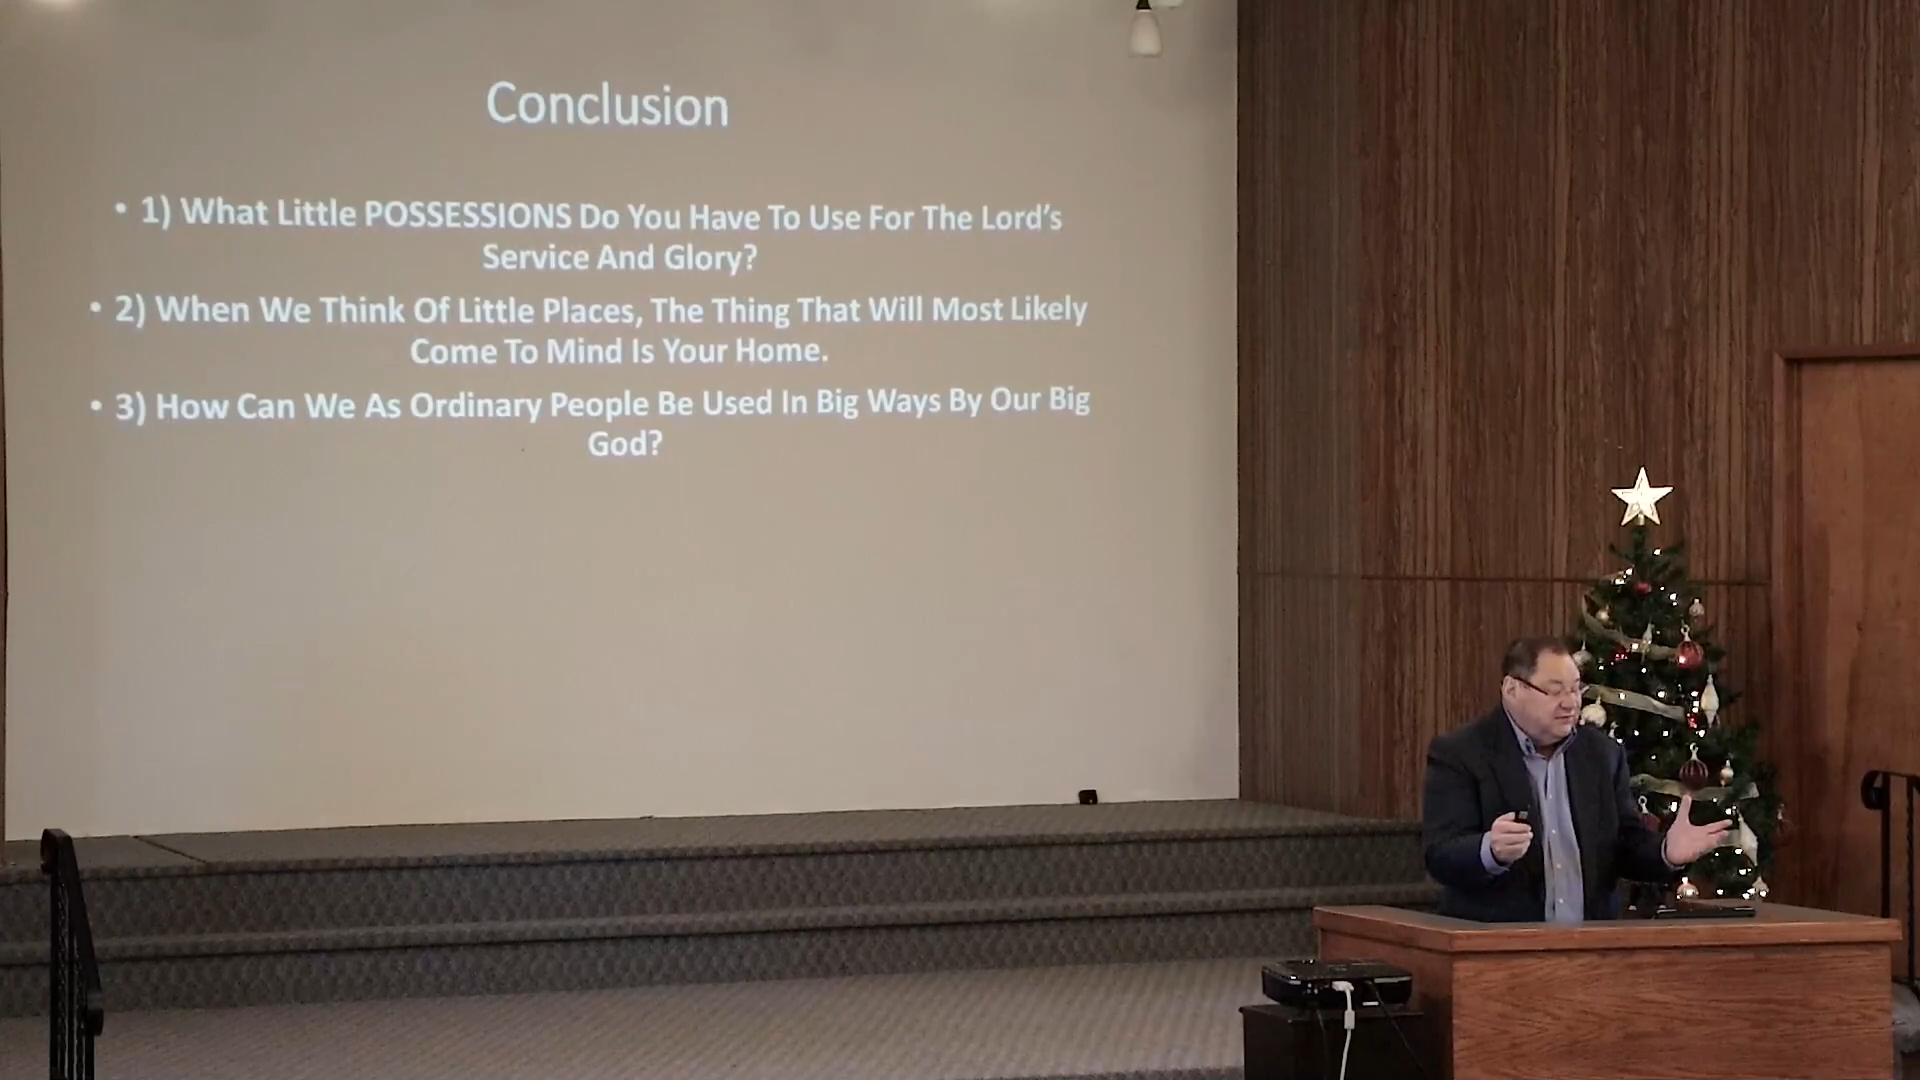 Conclusion
• 1) What Little POSSESSIONS Do You Have To Use For The Lord's
Service And Glory?
• 2) When We Think Of Little Places, The Thing That Will Most Likely
Come To Mind Is Your Home.
• 3) How Can We As Ordinary People Be Used In Big Ways By Our Big
God?